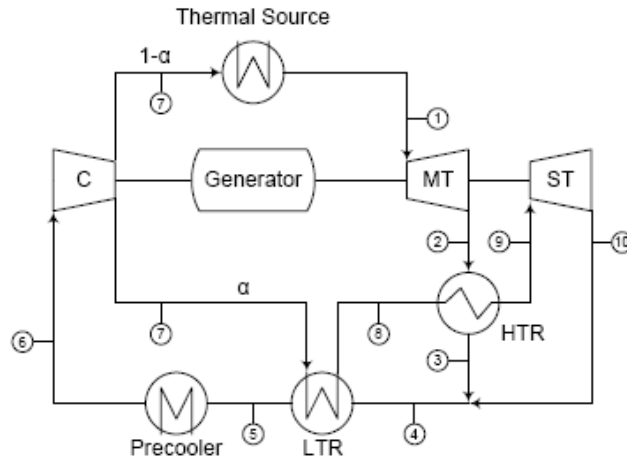 Thermal Source
1-α
7
1
C
Generator
MT
ST
2
9
10
α
7
8
HTR
6
3
5
4
Precooler
LTR